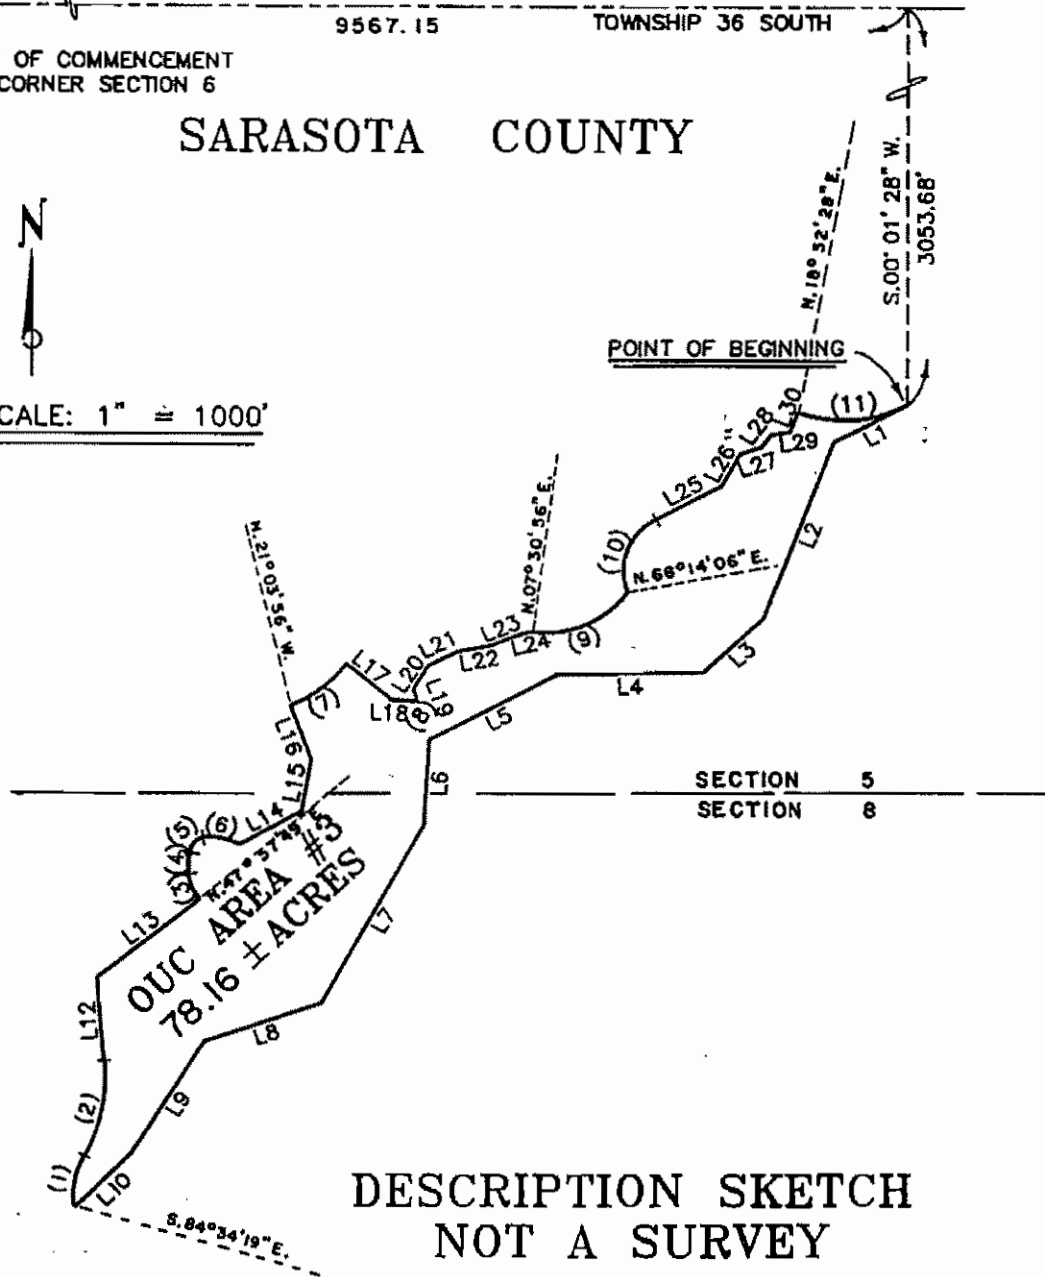 9567.15 TOWNSHIP 36 SOUTH
OF COMMENCEMENT
CORNER SECTION 6
SARASOTA COUNTY
N
S.00° 01' 28" W.
3053.68'
N.18° 32' 28" E.
POINT OF BEGINNING
CALE: 1" = 1000'
(11)
L1
L30
L29
L28
L27
L26
L25
L2
(10)
N.68°14'06" E.
N.07° 30' 56" E.
N.21° 03' 56" W.
L3
L4
L5
(9)
L24
L23
L22
L21
L20
L19
(8)
L18
L17
(7)
L16
L15
L6
SECTION 5
SECTION 8
L14
(6)
(5)
(4)
(3)
N.47° 37' 45" E.
OUC AREA #3
78.16 ± ACRES
L13
L12
L7
L8
L9
(2)
(1)
L10
S.84°34'19" E.
DESCRIPTION SKETCH
NOT A SURVEY